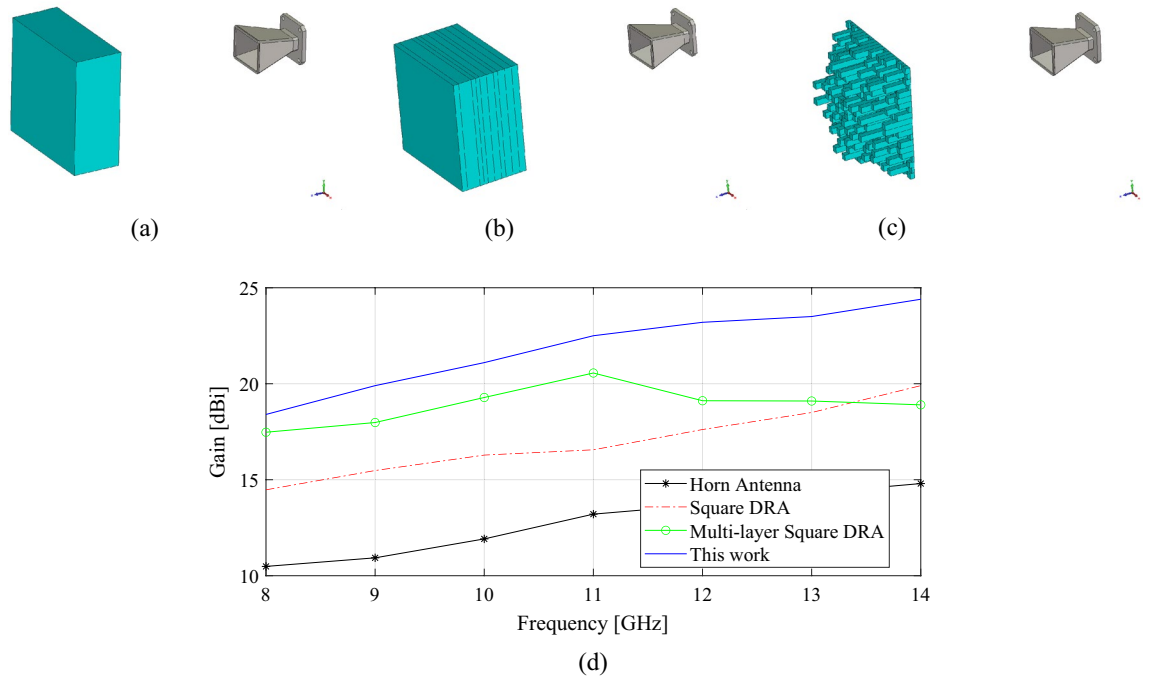 (a)
(b)
(c)
25
20
15
10
Gain [dBi]
Horn Antenna
Square DRA
Multi-layer Square DRA
This work
8 9 10 11 12 13 14
Frequency [GHz]
(d)